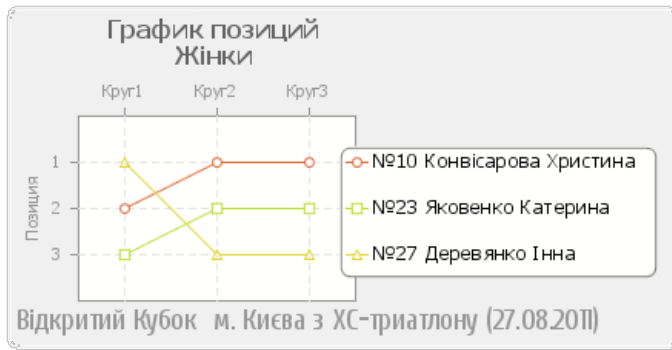 График позиций
Жінки
Круг1 Круг2 Круг3
Позиция
1
2
3
№10 Конвісарова Христина
№23 Яковенко Катерина
№27 Деревянко Інна
Відкритий Кубок м. Києва з ХС-триатлону (27.08.2011)